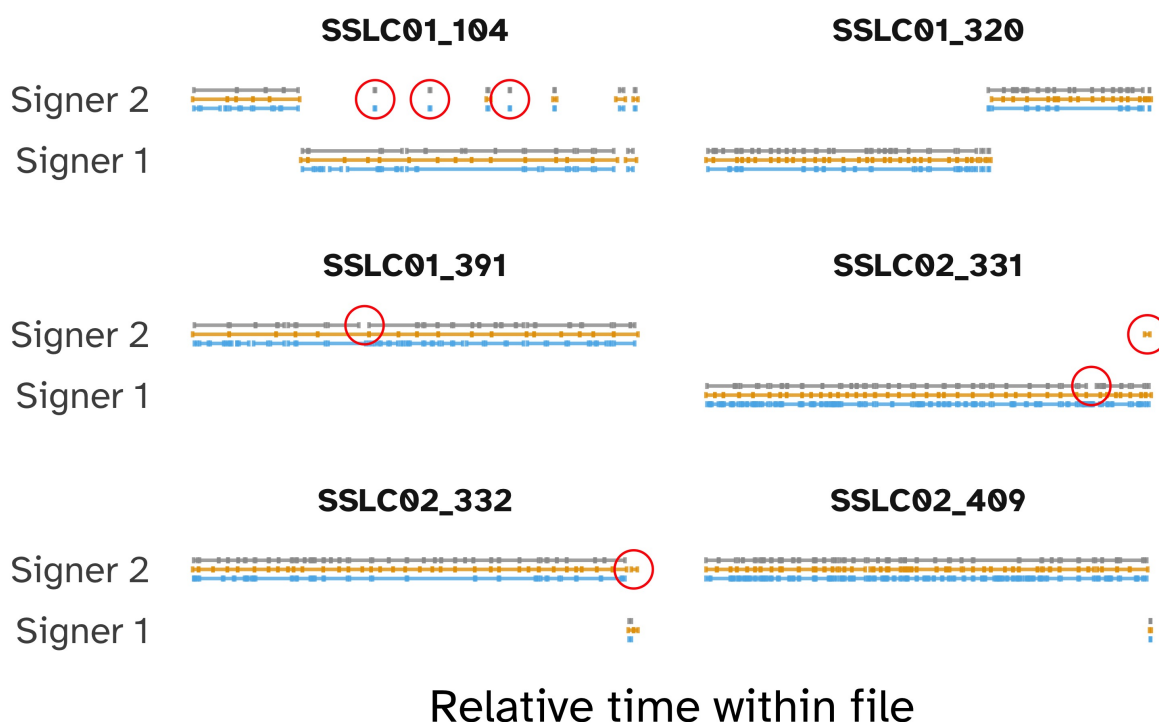 SSLC01_104
SSLC01_320
Signer 2
Signer 1
SSLC01_391
SSLC02_331
Signer 2
Signer 1
SSLC02_332
SSLC02_409
Signer 2
Signer 1
Relative time within file